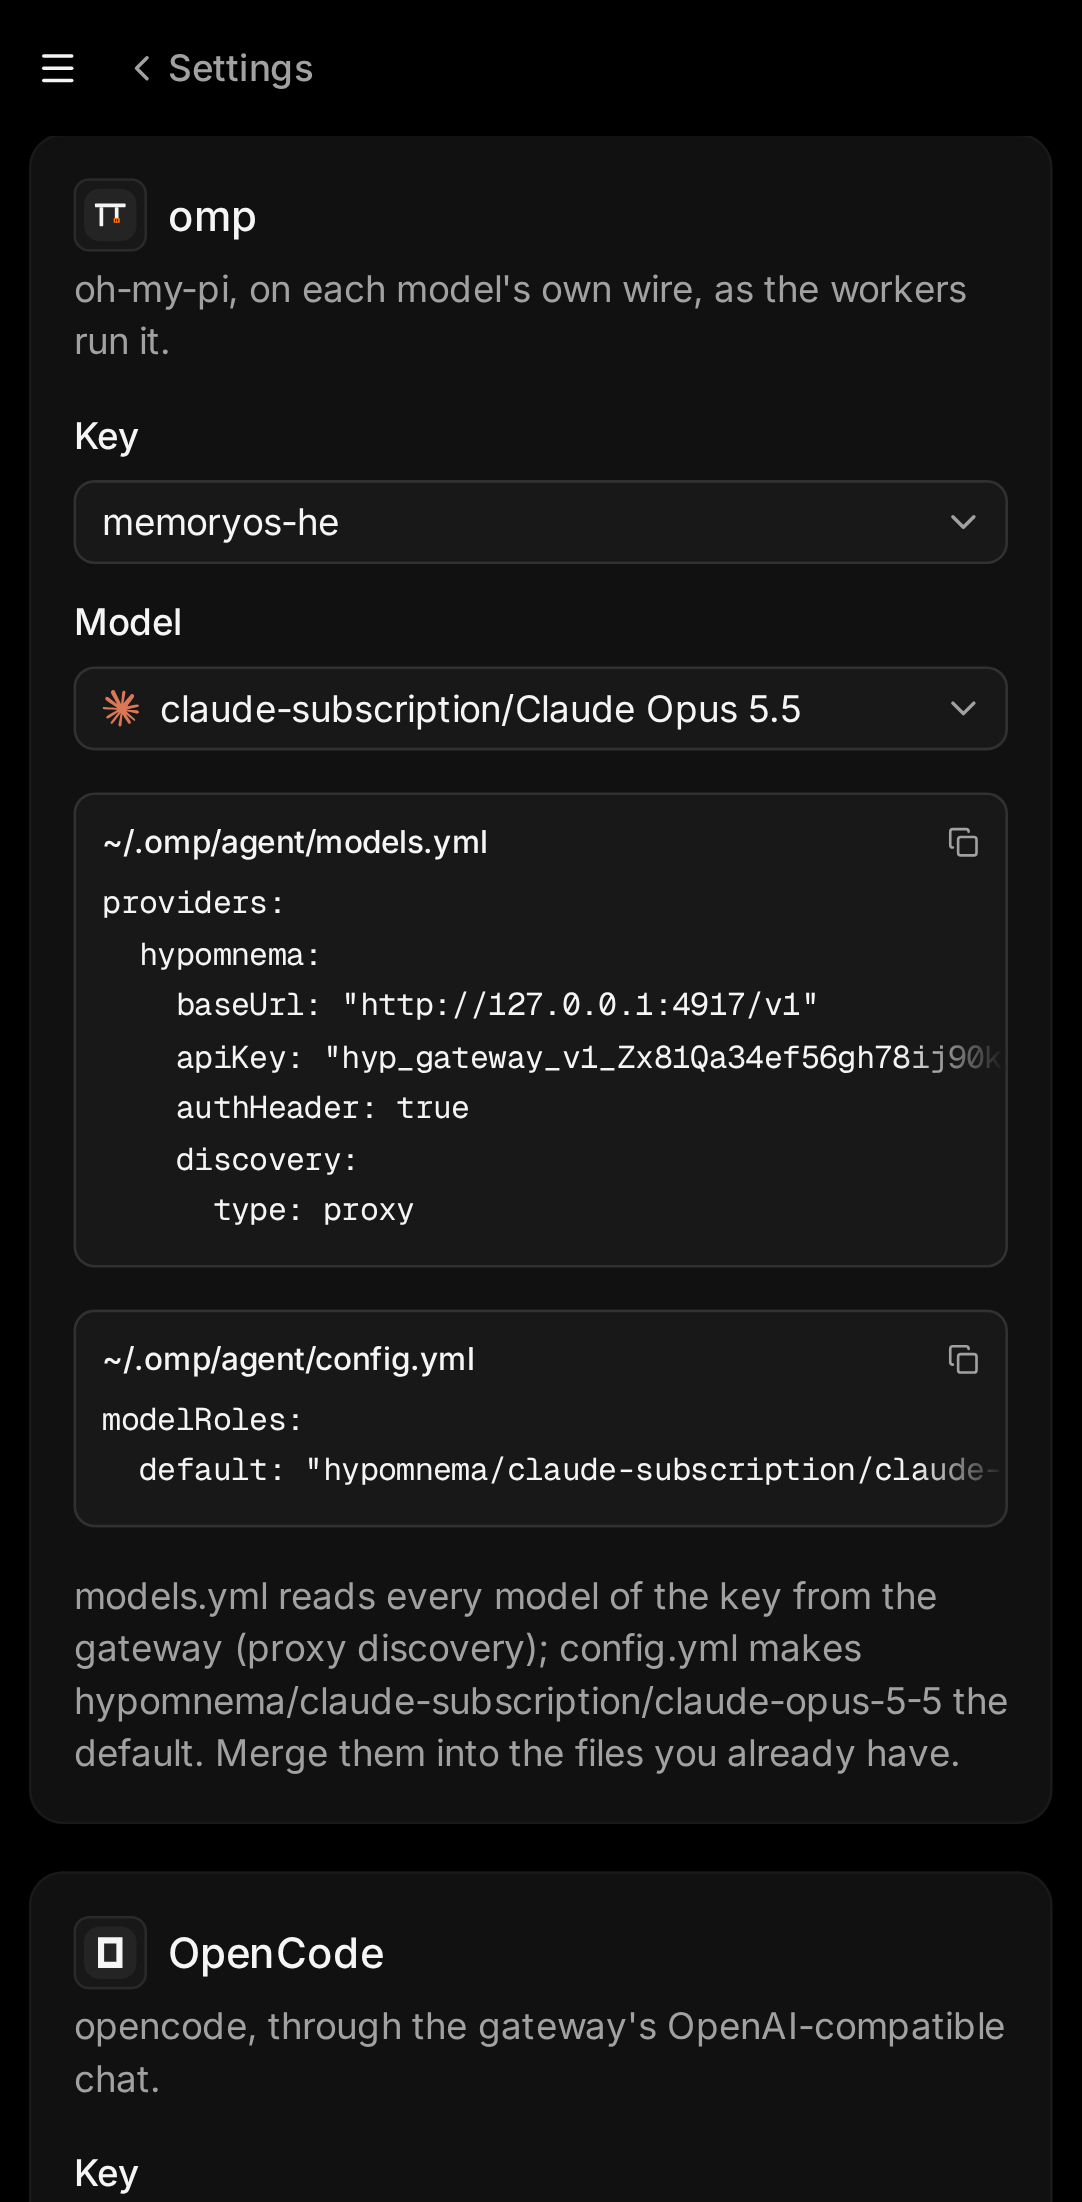 Settings
omp
oh-my-pi, on each model's own wire, as the workers
run it.
Key
memoryos-he
Model
claude-subscription/Claude Opus 5.5
~/.omp/agent/models.yml
providers:
  hypomnema:
    baseUrl: "http://127.0.0.1:4917/v1"
    apiKey: "hyp_gateway_v1_Zx81Qa34ef56gh78ij90k
    authHeader: true
    discovery:
      type: proxy
~/.omp/agent/config.yml
modelRoles:
  default: "hypomnema/claude-subscription/claude-
models.yml reads every model of the key from the
gateway (proxy discovery); config.yml makes
hypomnema/claude-subscription/claude-opus-5-5 the
default. Merge them into the files you already have.
OpenCode
opencode, through the gateway's OpenAI-compatible
chat.
Key